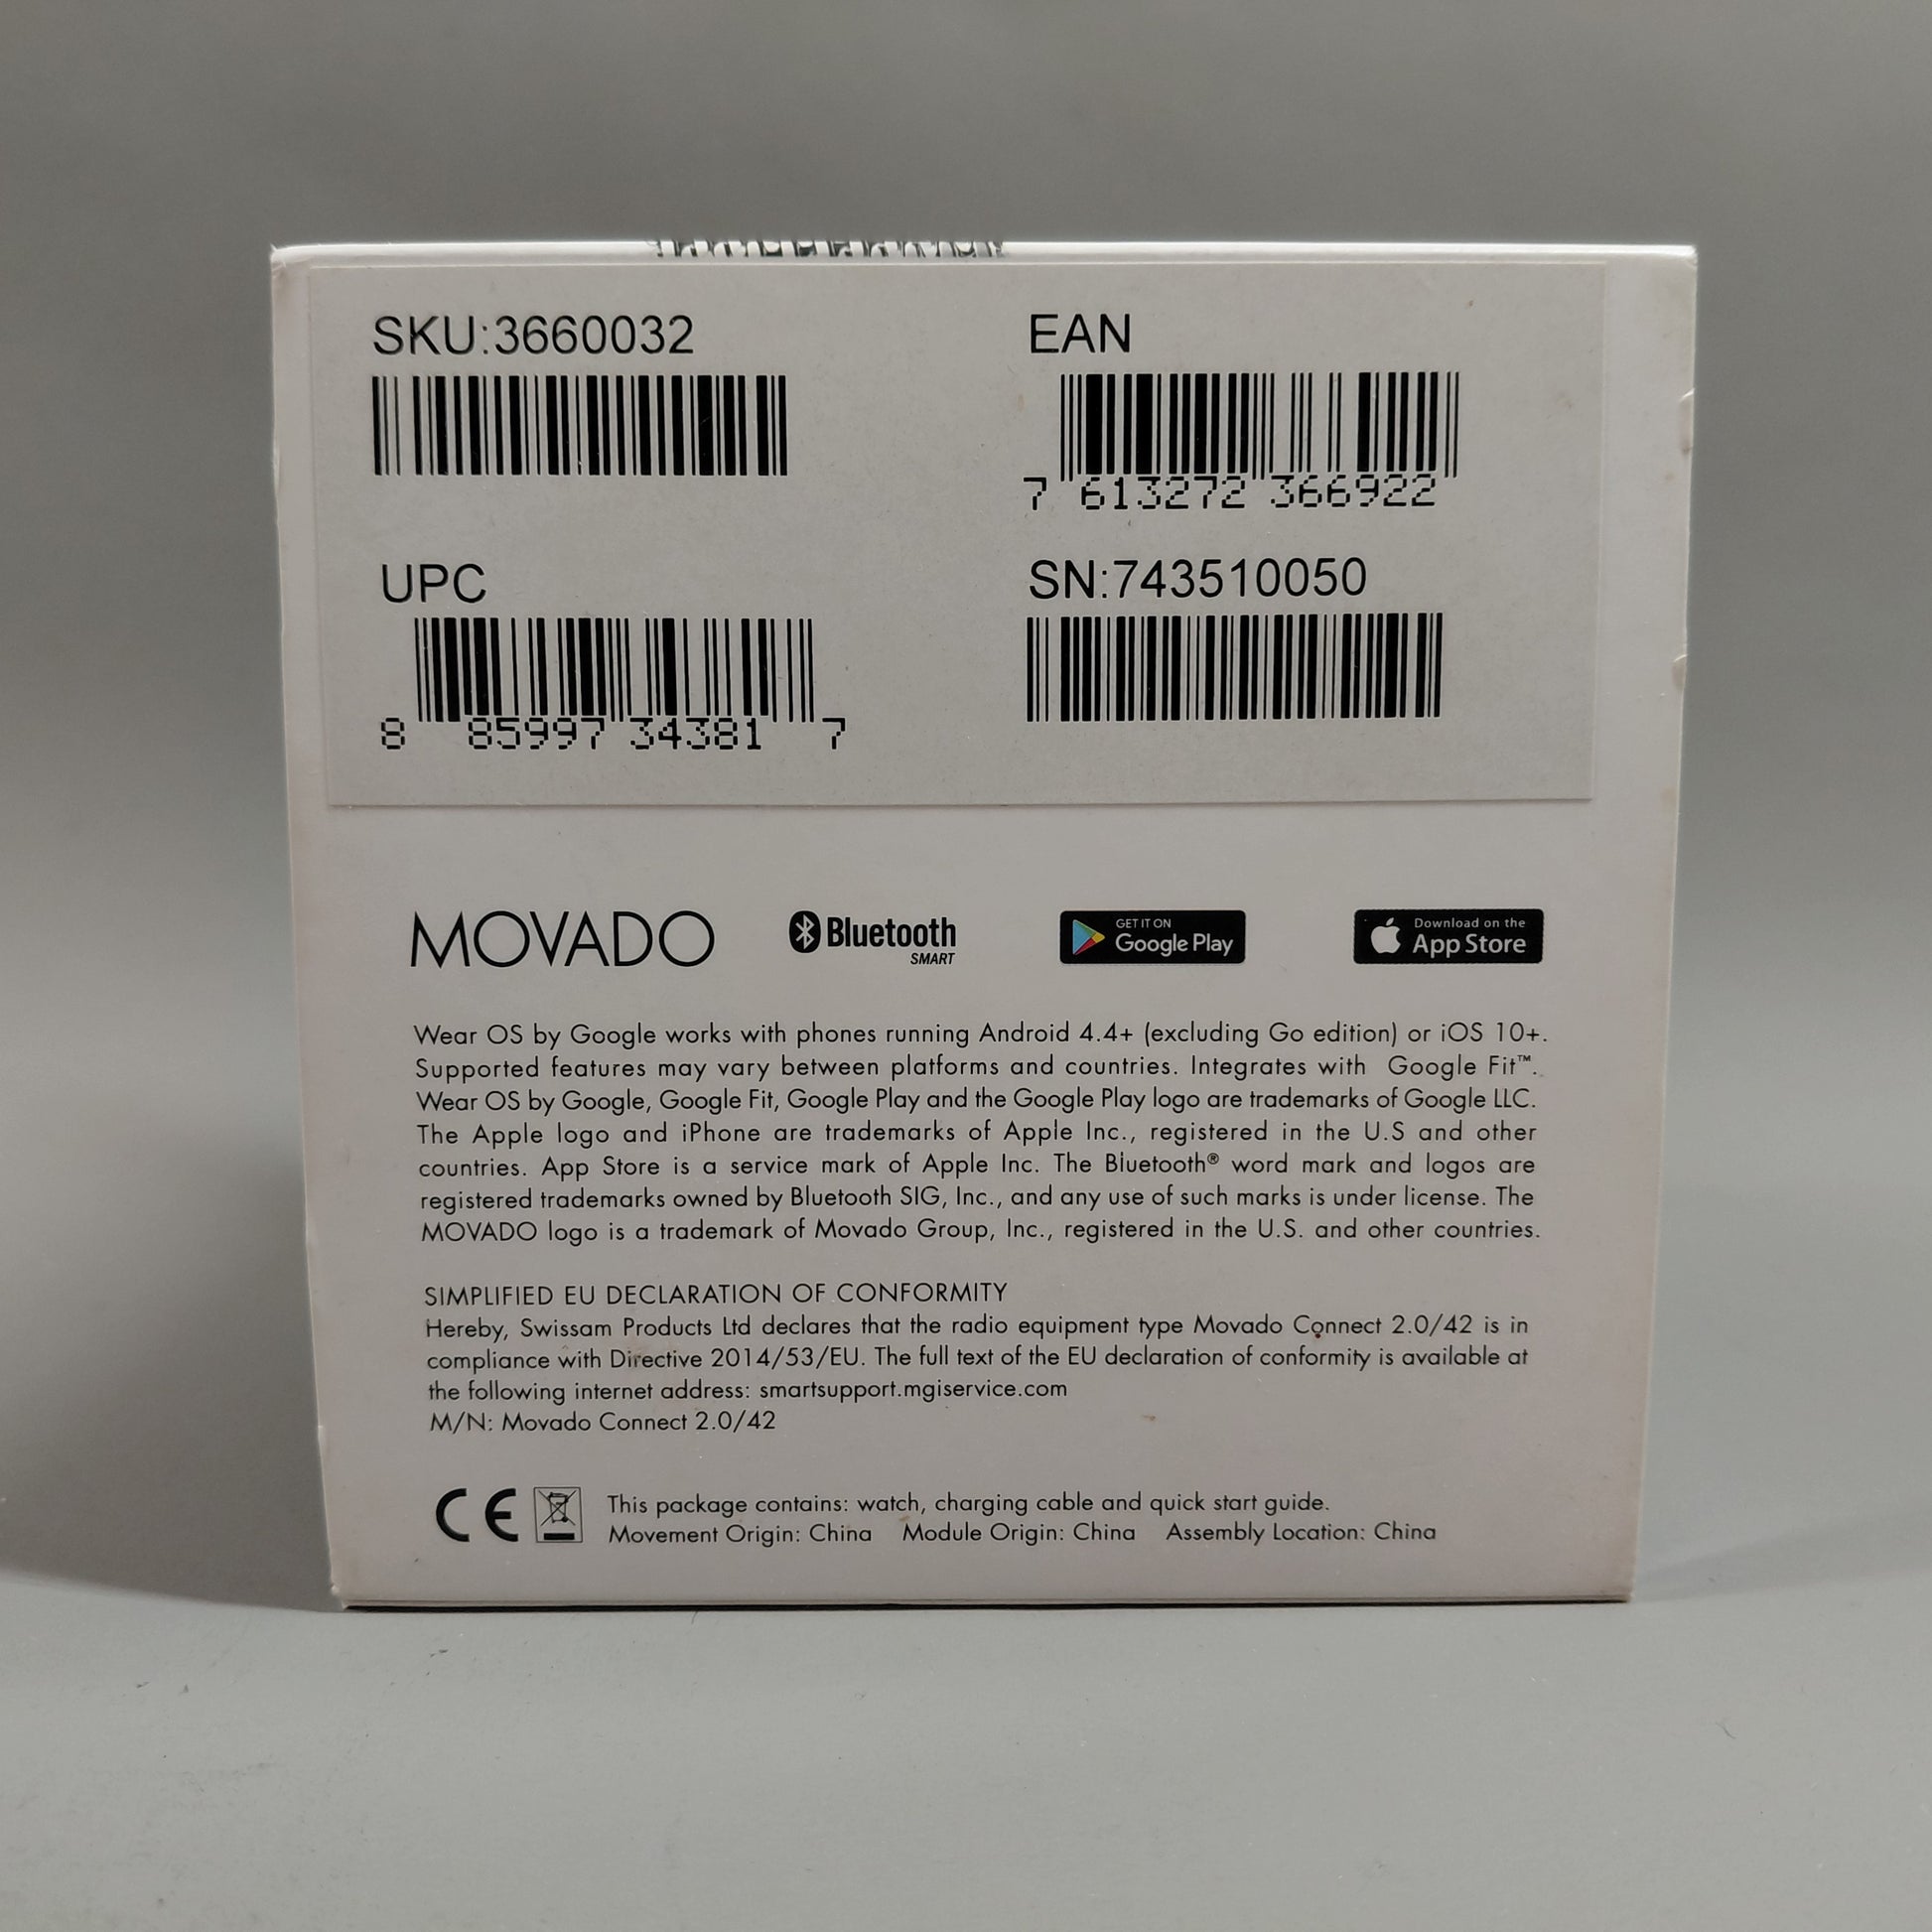 SKU:3660032
EAN
7 613272 366922
UPC
SN:743510050
8 85997 34381 7
MOVADO
Bluetooth
SMART
GET IT ON
Google Play
Download on the
App Store
Wear OS by Google works with phones running Android 4.4+ (excluding Go edition) or iOS 10+.
Supported features may vary between platforms and countries. Integrates with Google Fit™.
Wear OS by Google, Google Fit, Google Play and the Google Play logo are trademarks of Google LLC.
The Apple logo and iPhone are trademarks of Apple Inc., registered in the U.S and other
countries. App Store is a service mark of Apple Inc. The Bluetooth® word mark and logos are
registered trademarks owned by Bluetooth SIG, Inc., and any use of such marks is under license. The
MOVADO logo is a trademark of Movado Group, Inc., registered in the U.S. and other countries.
SIMPLIFIED EU DECLARATION OF CONFORMITY
Hereby, Swissam Products Ltd declares that the radio equipment type Movado Connect 2.0/42 is in
compliance with Directive 2014/53/EU. The full text of the EU declaration of conformity is available at
the following internet address: smartsupport.mgiservice.com
M/N: Movado Connect 2.0/42
CE
This package contains: watch, charging cable and quick start guide.
Movement Origin: China Module Origin: China Assembly Location: China